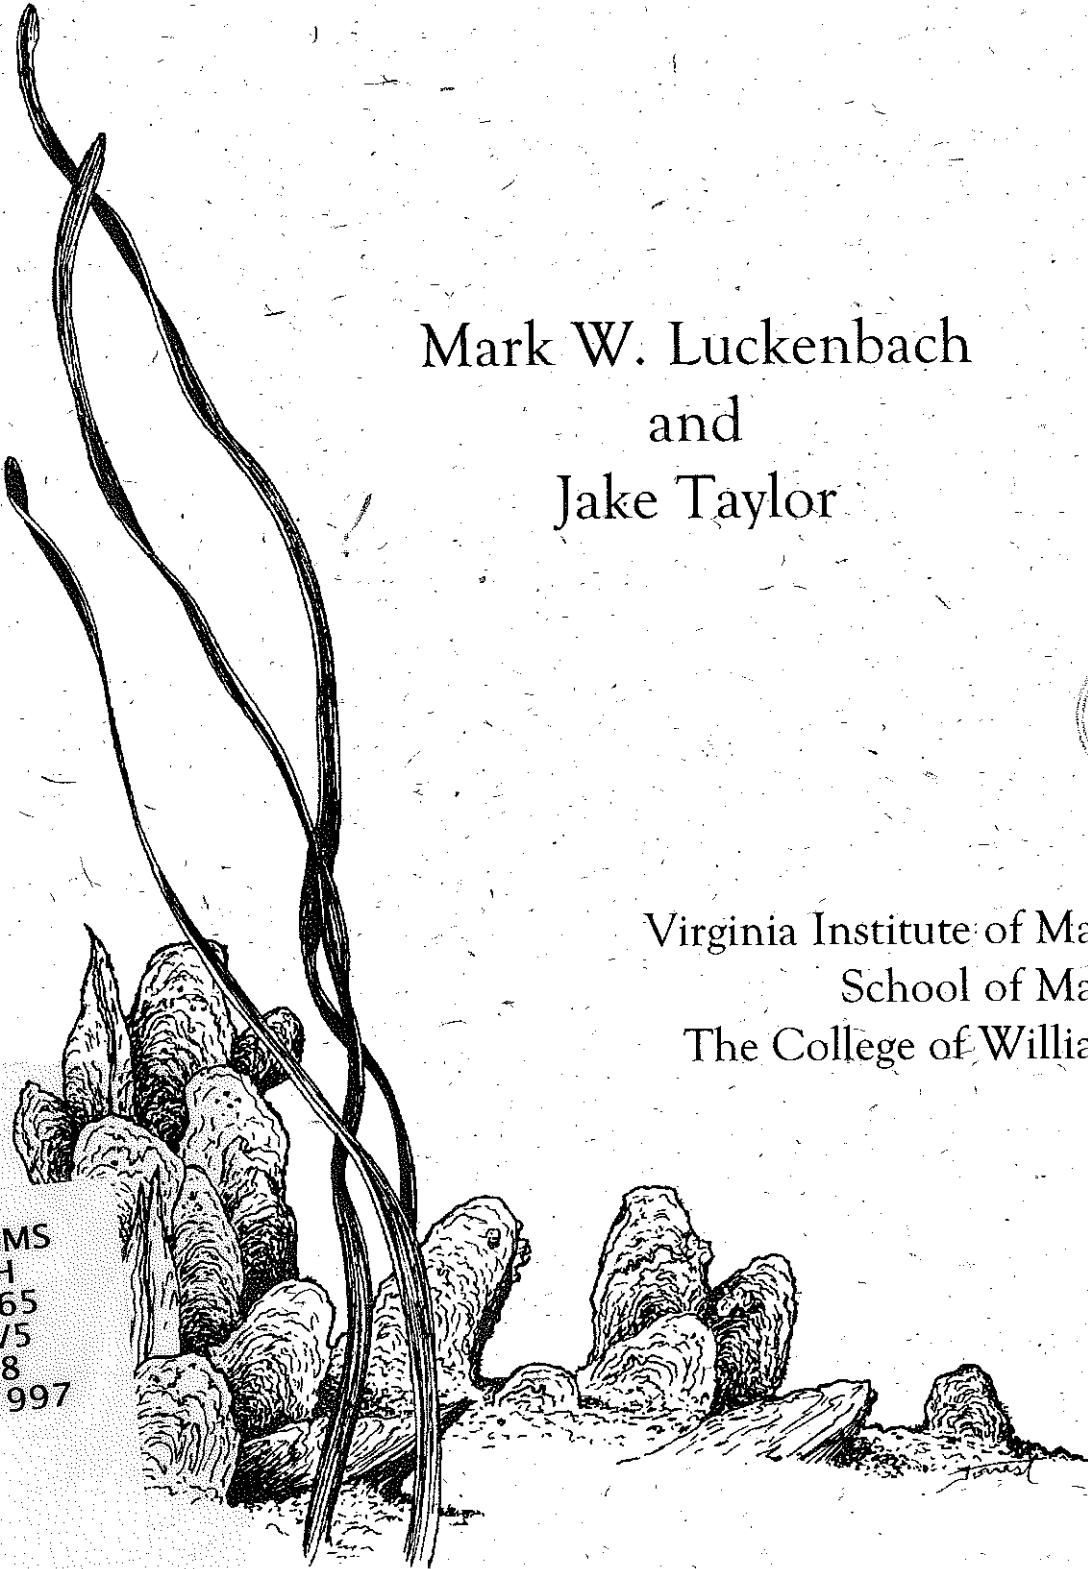 Mark W. Luckenbach
and
Jake Taylor
Virginia Institute of Ma
School of Ma
The College of Willia
MS
H
65
V5
8
997